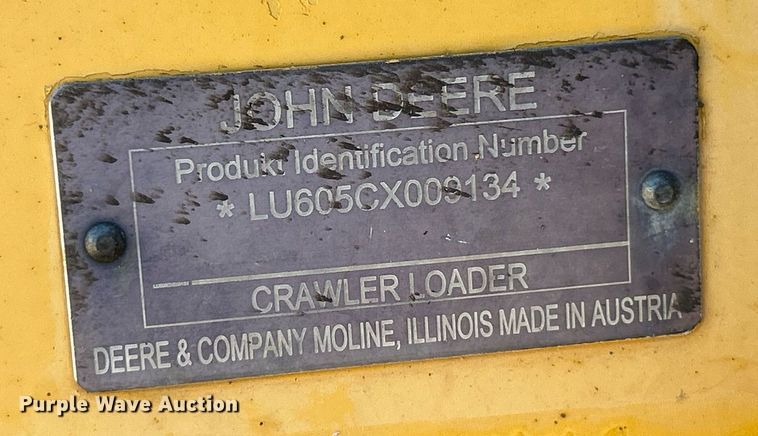 JOHN DEERE
Produkt Identification Number
* LU605CX009134 *
CRAWLER LOADER
DEERE & COMPANY MOLINE, ILLINOIS MADE IN AUSTRIA
Purple Wave Auction